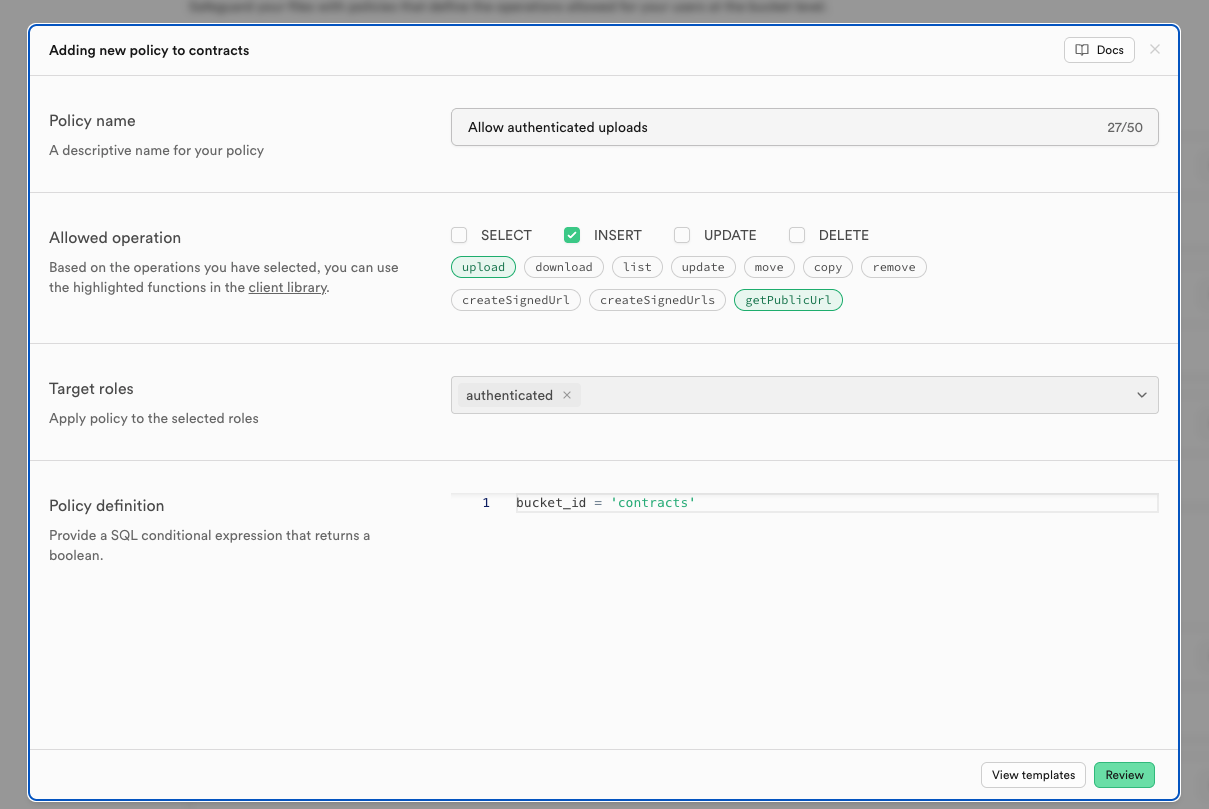 Safeguard your files with policies that define the operations allowed for your users at the bucket level.
Adding new policy to contracts
Docs
Policy name
A descriptive name for your policy
Allow authenticated uploads
27/50
Allowed operation
Based on the operations you have selected, you can use
the highlighted functions in the client library.
SELECT INSERT UPDATE DELETE
upload download list update move copy remove
createSignedUrl createSignedUrls getPublicUrl
Target roles
Apply policy to the selected roles
authenticated
Policy definition
Provide a SQL conditional expression that returns a
boolean.
1 bucket_id = 'contracts'
View templates Review